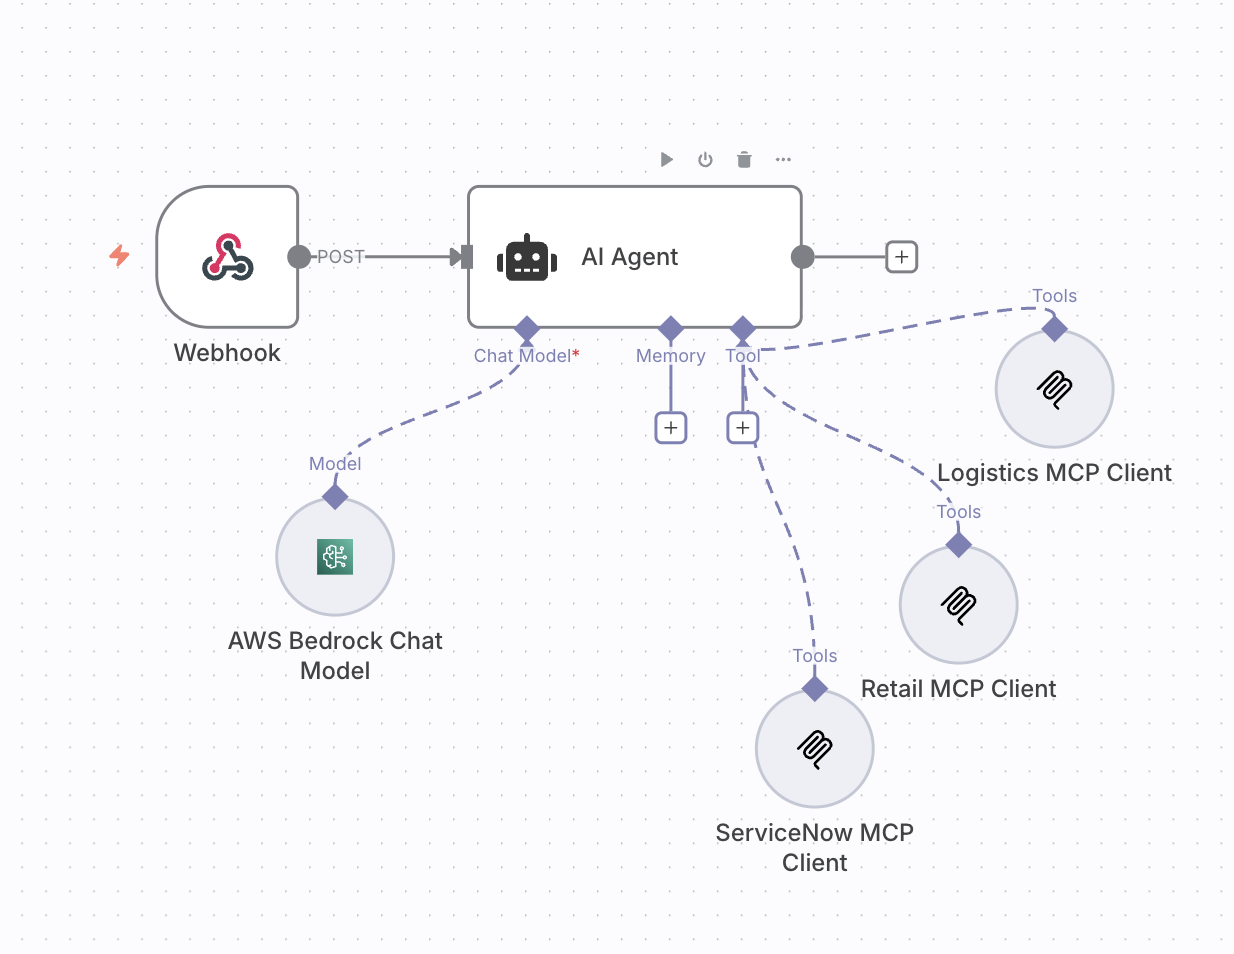 POST
AI Agent
Webhook
Chat Model*
Memory
Tool
Tools
Logistics MCP Client
Model
Tools
AWS Bedrock Chat
Model
Tools
Retail MCP Client
ServiceNow MCP
Client